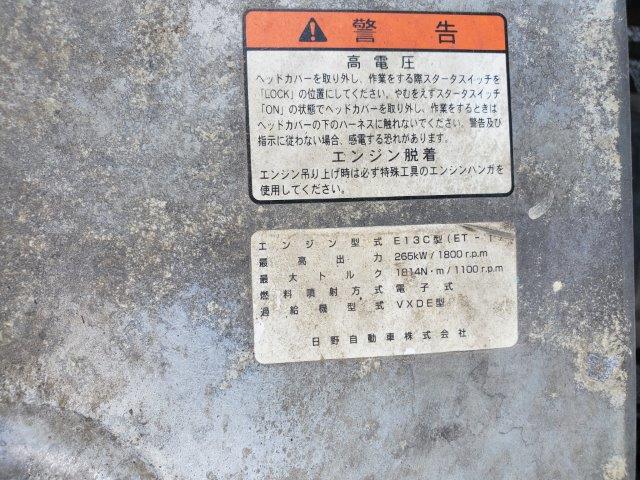 警告
高電圧
ヘッドカバーを取り外し、作業をする際スタータスイッチを
「LOCK」の位置にしてください。やむをえずスタータスイッチ
「ON」の状態でヘッドカバーを取り外し、作業をするときは
ヘッドカバーの下のハーネスに触れないでください。警告及び
指示に従わない場合、感電する恐れがあります。
エンジン脱着
エンジン吊り上げ時は必ず特殊工具のエンジンハンガを
使用してください。
エンジン型式 E13C型(ET-
最高出力 265kW/1800r.p.m
最大トルク 1814N·m/1100r.p.m
燃料噴射方式 電子式
過給機型式 VXDE型
日野自動車株式会社